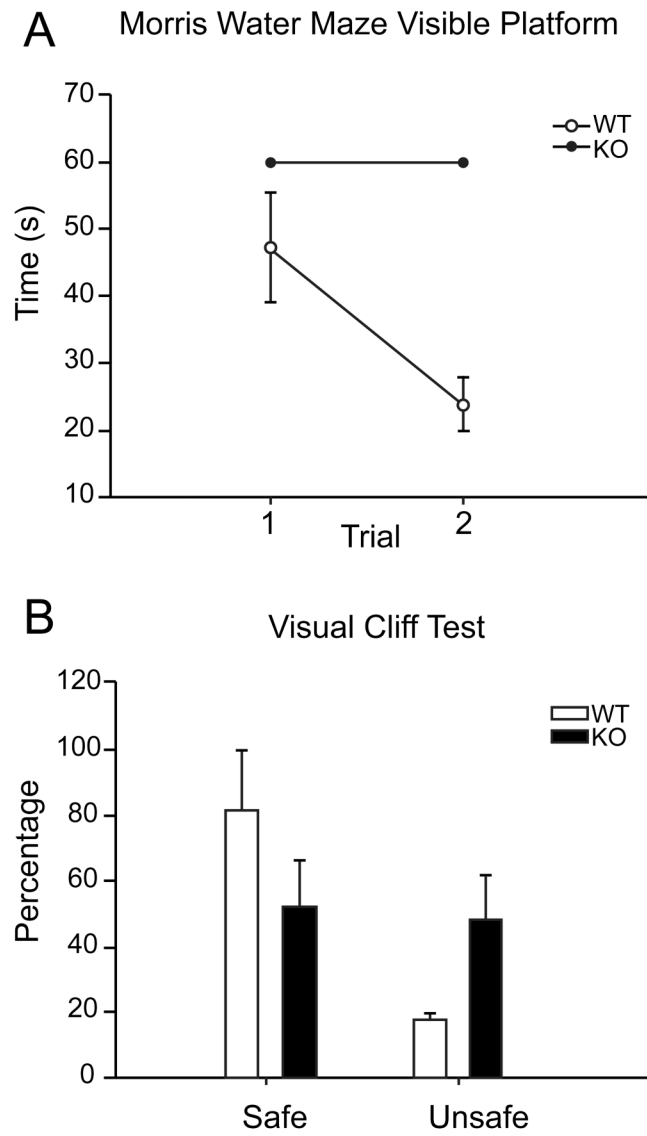 A
Morris Water Maze Visible Platform
70
60
50
40
30
20
10
Time (s)
WT
KO
1
2
Trial
B
Visual Cliff Test
120
100
80
60
40
20
0
Percentage
WT
KO
Safe
Unsafe